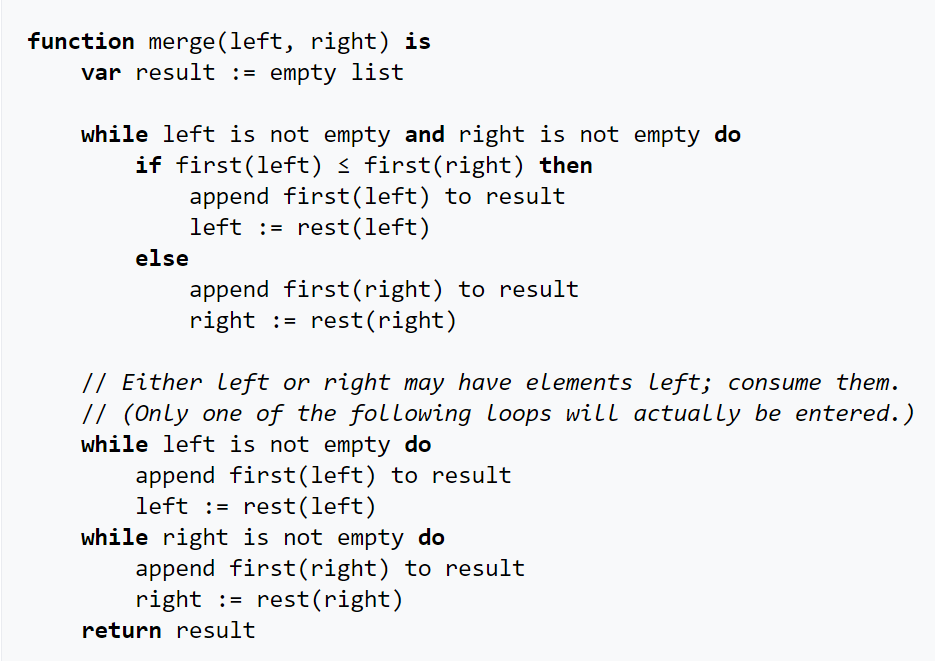 function merge(left, right) is
    var result := empty list

    while left is not empty and right is not empty do
        if first(left) ≤ first(right) then
            append first(left) to result
            left := rest(left)
        else
            append first(right) to result
            right := rest(right)

    // Either left or right may have elements left; consume them.
    // (Only one of the following loops will actually be entered.)
    while left is not empty do
        append first(left) to result
        left := rest(left)
    while right is not empty do
        append first(right) to result
        right := rest(right)
    return result